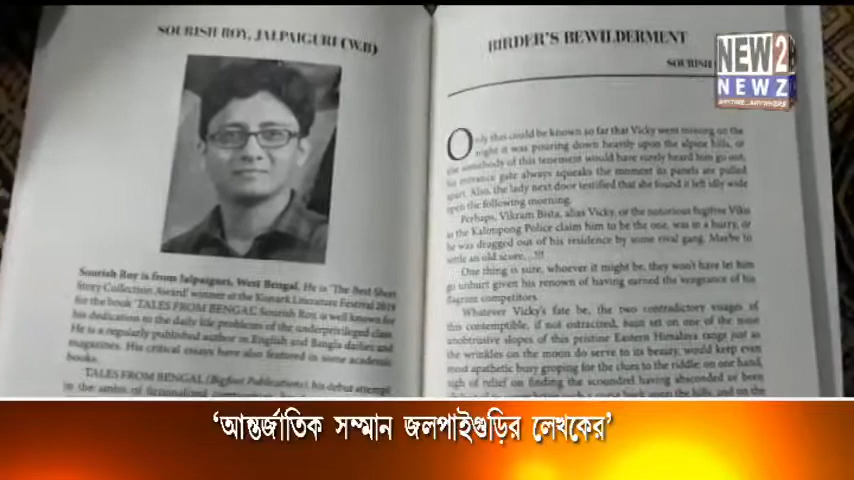 SOURISH ROY, JALPAIGURI (W.B)
Sourish Roy is from Jalpaiguri, West Bengal. He is 'The Best Short
Story Collection Award' winner at the Konark Literature Festival 2019
for the book 'TALES FROM BENGAL'. Sourish Roy, is well known for
his dedication to the daily life problems of the underprivileged class.
He is a regularly published author in English and Bangla dailies and
magazines. His critical essays have also featured in some academic
books.
TALES FROM BENGAL (Bigfoot Publications), his debut attempt
BIRDER'S BEWILDERMENT
SOURISH
Only this could be known so far that Vicky went missing on the
night it was pouring down heavily upon the alpine hills, or
the somebody of this tenement would have surely heard him go out,
entrance gate always squeaks the moment its panels are pulled
apart. Also, the lady next door testified that she found it left idly wide
open the following morning.
Perhaps, Vikram Bista, alias Vicky, or the notorious fugitive Viku
as the Kalimpong Police claim him to be the one, was in a hurry, or
he was dragged out of his residence by some rival gang. Maybe to
settle an old score...!!!
One thing is sure, whoever it might be, they won't have let him
go unhurt given his renown of having earned the vengeance of his
flagrant competitors.
Whatever Vicky's fate be, the two contradictory visages of
this contemptible, if not ostracized, set on one of the most
unobtrusive slopes of this pristine Eastern Himalaya range just as
the wrinkles on the moon do serve to its beauty, would keep even
most apathetic busy groping for the clues to the riddle; on one hand,
sigh of relief on finding the scoundrel having absconded or been
NEW2
NEWZ
ANYTIME...ANYWHERE
‘আন্তর্জাতিক সম্মান জলপাইগুড়ির লেখকের’